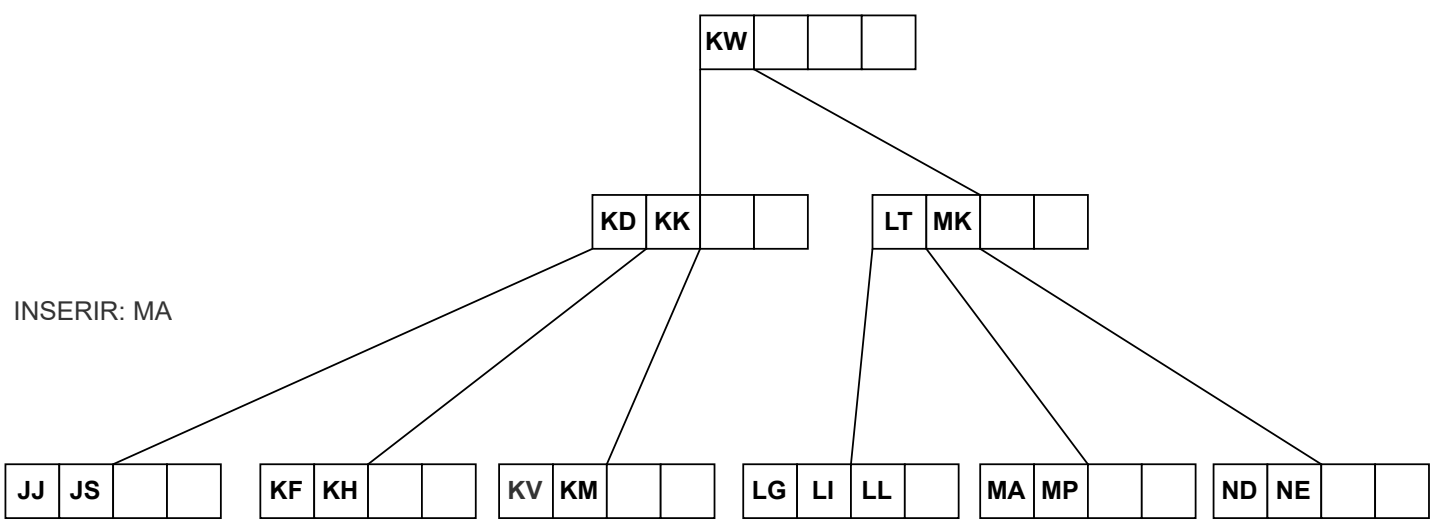 KW
KD KK
LT MK
INSERIR: MA
JJ JS
KF KH
KV KM
LG LI LL
MA MP
ND NE